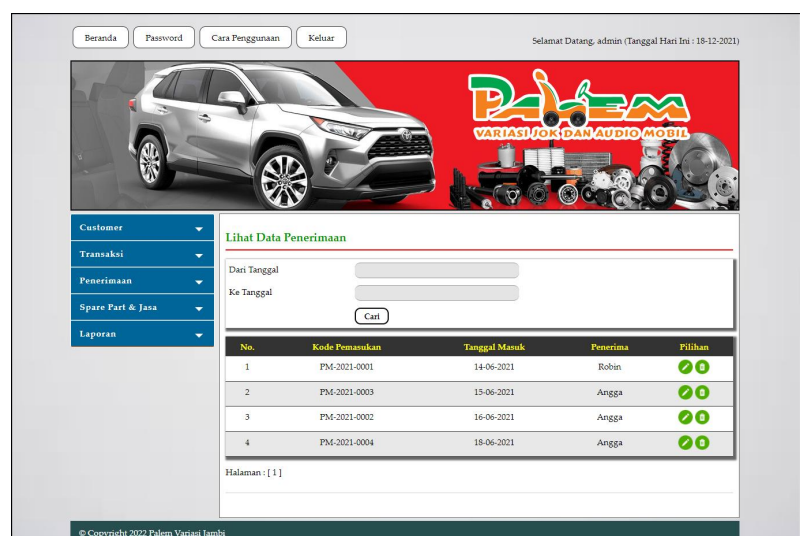 Beranda Password Cara Penggunaan Keluar Selamat Datang, admin (Tanggal Hari Ini : 18-12-2021)
PALEM
VARIASI JOK DAN AUDIO MOBIL
Customer
Transaksi
Penerimaan
Spare Part & Jasa
Laporan
Lihat Data Penerimaan
Dari Tanggal
Ke Tanggal
Cari
No. Kode Pemasukan Tanggal Masuk Penerima Pilihan
1 PM-2021-0001 14-06-2021 Robin
2 PM-2021-0003 15-06-2021 Angga
3 PM-2021-0002 16-06-2021 Angga
4 PM-2021-0004 18-06-2021 Angga
Halaman : [ 1 ]
© Copyright 2022 Palem Variasi Jambi